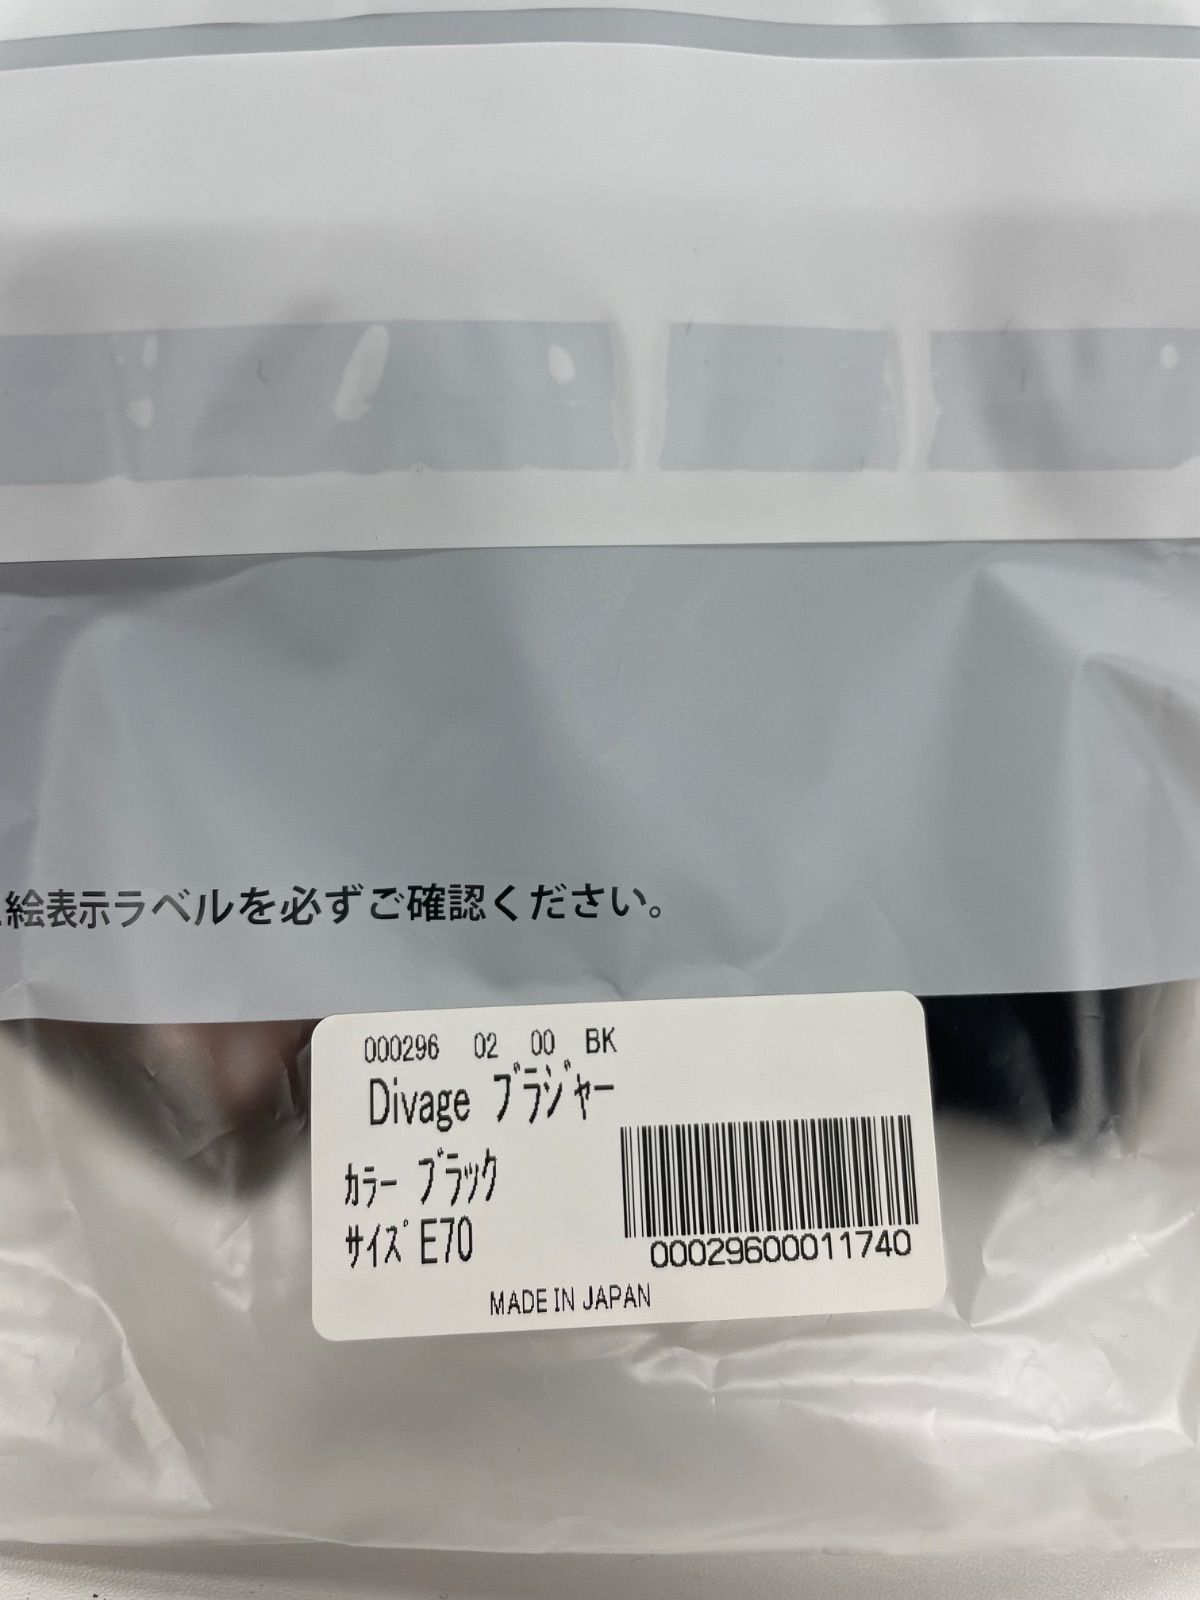 絵表示ラベルを必ずご確認ください。
000296 02 00 BK
Divage ブラジャー
カラー ブラック
サイズ E70
00029600011740
MADE IN JAPAN